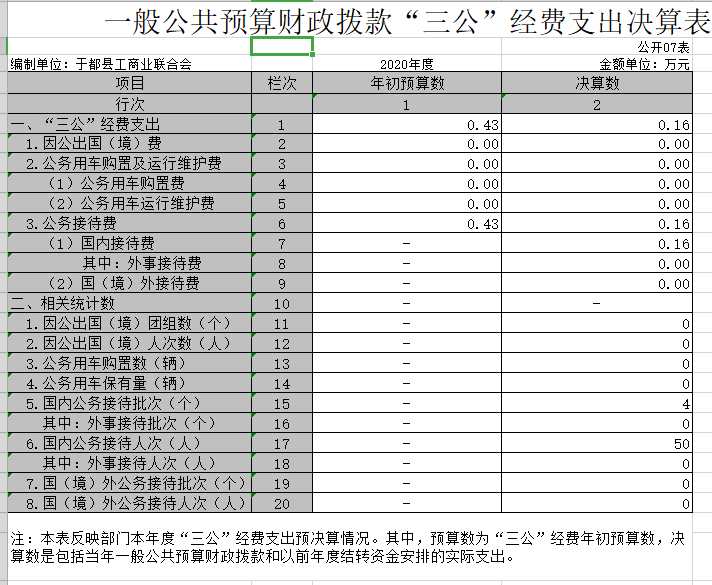 一般公共预算财政拨款“三公”经费支出决算表
公开07表
编制单位：于都县工商业联合会 2020年度 金额单位：万元
项目 栏次 年初预算数 决算数
行次 1 2
一、“三公”经费支出 1 0.43 0.16
1.因公出国（境）费 2 0.00 0.00
2.公务用车购置及运行维护费 3 0.00 0.00
（1）公务用车购置费 4 0.00 0.00
（2）公务用车运行维护费 5 0.00 0.00
3.公务接待费 6 0.43 0.16
（1）国内接待费 7 － 0.16
其中：外事接待费 8 － 0.00
（2）国（境）外接待费 9 － 0.00
二、相关统计数 10 － －
1.因公出国（境）团组数（个） 11 － 0
2.因公出国（境）人次数（人） 12 － 0
3.公务用车购置数（辆） 13 － 0
4.公务用车保有量（辆） 14 － 0
5.国内公务接待批次（个） 15 － 4
其中：外事接待批次（个） 16 － 0
6.国内公务接待人次（人） 17 － 50
其中：外事接待人次（人） 18 － 0
7.国（境）外公务接待批次（个） 19 － 0
8.国（境）外公务接待人次（人） 20 － 0
注：本表反映部门本年度“三公”经费支出预决算情况。其中，预算数为“三公”经费年初预算数，决
算数是包括当年一般公共预算财政拨款和以前年度结转资金安排的实际支出。